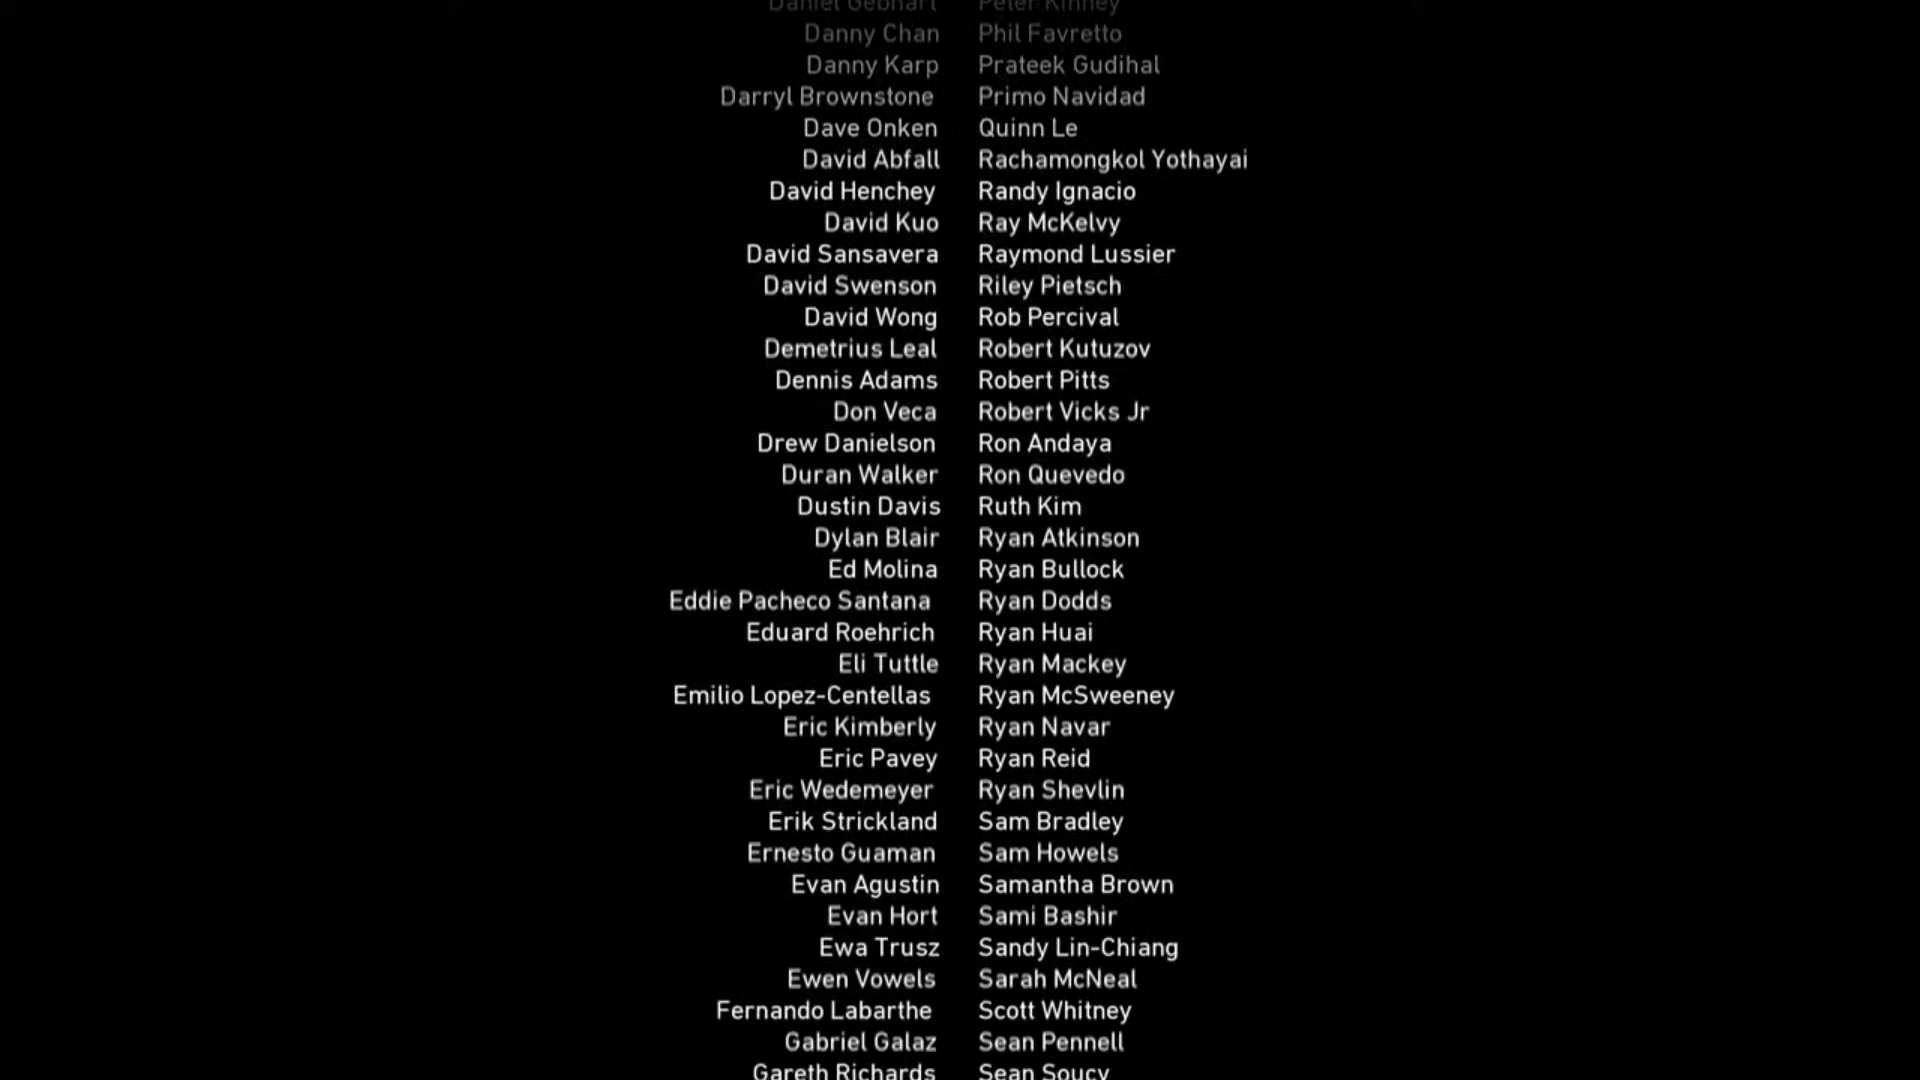 Daniel Gebhart Peter Kinney
Danny Chan Phil Favretto
Danny Karp Prateek Gudihal
Darryl Brownstone Primo Navidad
Dave Onken Quinn Le
David Abfall Rachamongkol Yothayai
David Henchey Randy Ignacio
David Kuo Ray McKelvy
David Sansavera Raymond Lussier
David Swenson Riley Pietsch
David Wong Rob Percival
Demetrius Leal Robert Kutuzov
Dennis Adams Robert Pitts
Don Veca Robert Vicks Jr
Drew Danielson Ron Andaya
Duran Walker Ron Quevedo
Dustin Davis Ruth Kim
Dylan Blair Ryan Atkinson
Ed Molina Ryan Bullock
Eddie Pacheco Santana Ryan Dodds
Eduard Roehrich Ryan Huai
Eli Tuttle Ryan Mackey
Emilio Lopez-Centellas Ryan McSweeney
Eric Kimberly Ryan Navar
Eric Pavey Ryan Reid
Eric Wedemeyer Ryan Shevlin
Erik Strickland Sam Bradley
Ernesto Guaman Sam Howels
Evan Agustin Samantha Brown
Evan Hort Sami Bashir
Ewa Trusz Sandy Lin-Chiang
Ewen Vowels Sarah McNeal
Fernando Labarthe Scott Whitney
Gabriel Galaz Sean Pennell
Gareth Richards Sean Soucy